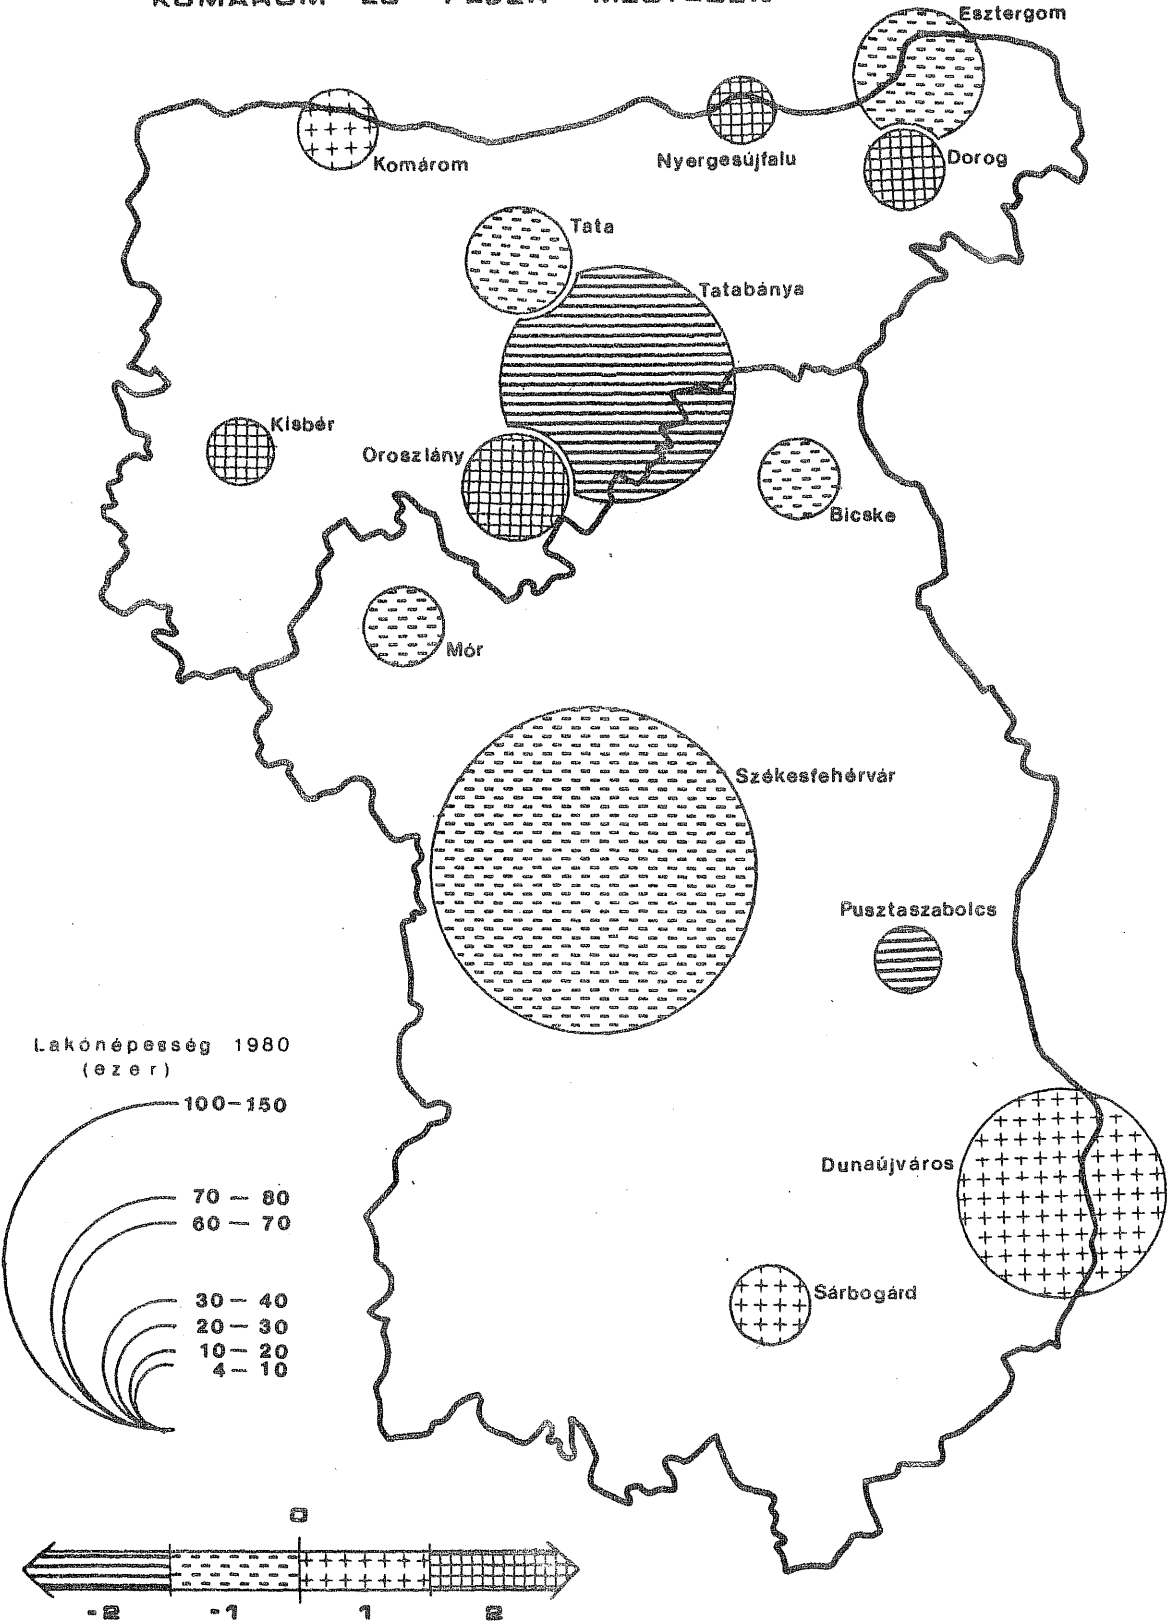 Esztergom
Komárom
Nyergesújfalu
Dorog
Tata
Tatabánya
Kisbér
Oroszlány
Bicske
Mór
Székesfehérvár
Pusztaszabolcs
Lakónépesség 1980
(ezer)
100-150
70 - 80
60 - 70
30 - 40
20 - 30
10 - 20
4 - 10
Dunaújváros
Sárbogárd
0
-2 -1 1 2